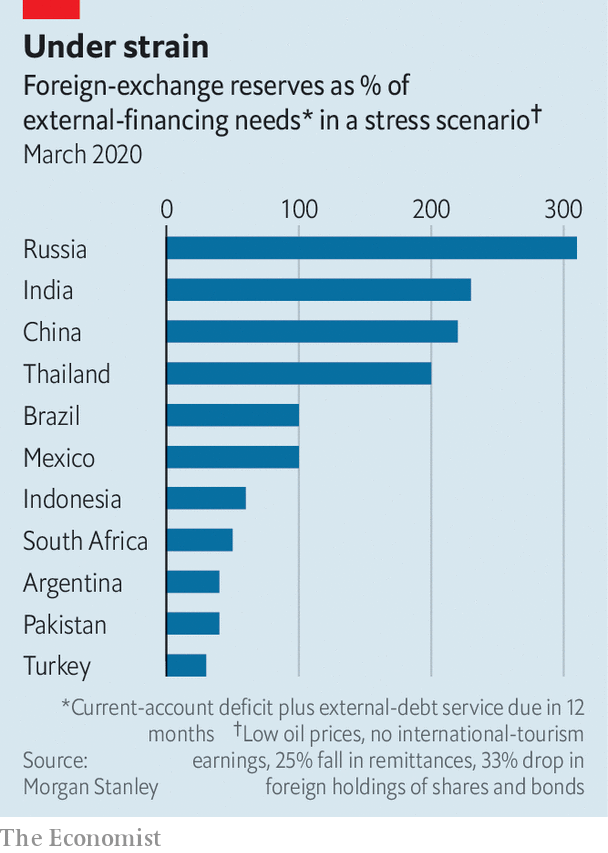 Under strain
Foreign-exchange reserves as % of
external-financing needs* in a stress scenario†
March 2020
0 100 200 300
Russia
India
China
Thailand
Brazil
Mexico
Indonesia
South Africa
Argentina
Pakistan
Turkey
*Current-account deficit plus external-debt service due in 12
months †Low oil prices, no international-tourism
earnings, 25% fall in remittances, 33% drop in
foreign holdings of shares and bonds
Source:
Morgan Stanley
The Economist